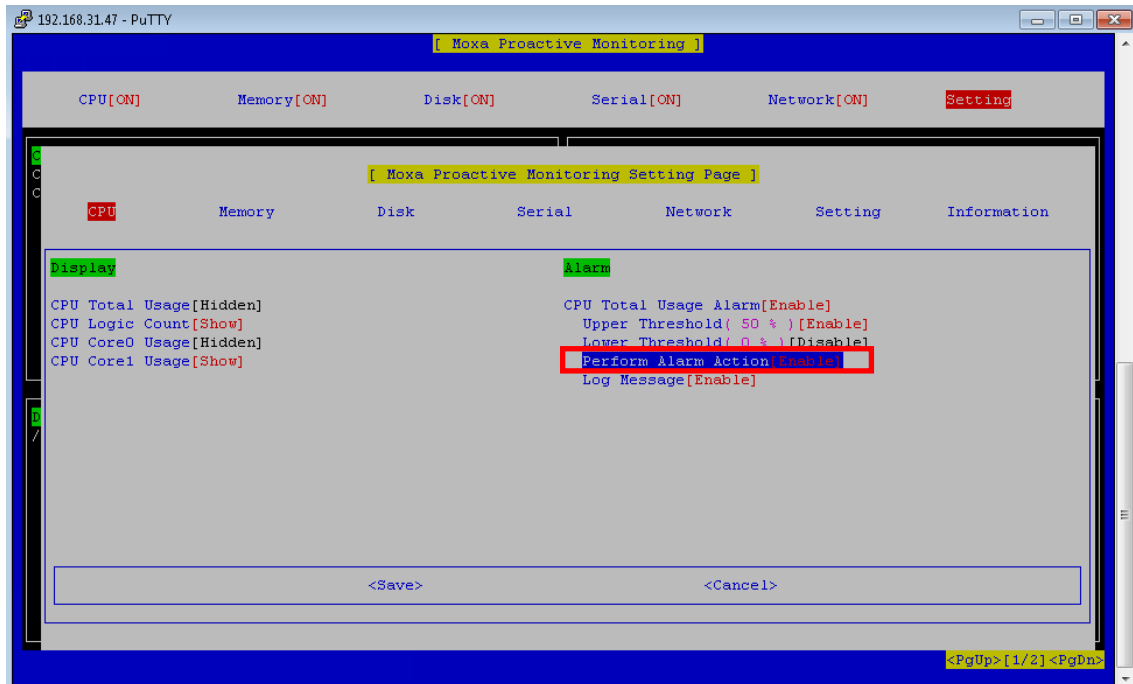 192.168.31.47 - PuTTY
[ Moxa Proactive Monitoring ]
CPU[ON] Memory[ON] Disk[ON] Serial[ON] Network[ON] Setting
C
C
C
[ Moxa Proactive Monitoring Setting Page ]
CPU Memory Disk Serial Network Setting Information
Display Alarm
CPU Total Usage[Hidden] CPU Total Usage Alarm[Enable]
CPU Logic Count[Show] Upper Threshold( 50 % )[Enable]
CPU Core0 Usage[Hidden] Lower Threshold( 0 % )[Disable]
CPU Core1 Usage[Show] Perform Alarm Action[Enable]
Log Message[Enable]
D
/
<Save> <Cancel>
<PgUp>[1/2]<PgDn>